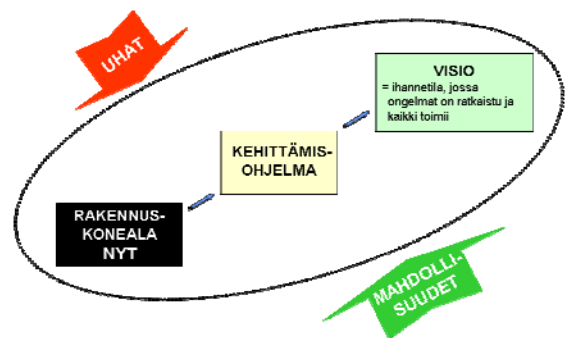 UHAT
VISIO
= ihannetila, jossa
ongelmat on ratkaistu ja
kaikki toimii
KEHITTÄMIS-
OHJELMA
RAKENNUS-
KONEALA
NYT
MAHDOLLI-
SUUDET